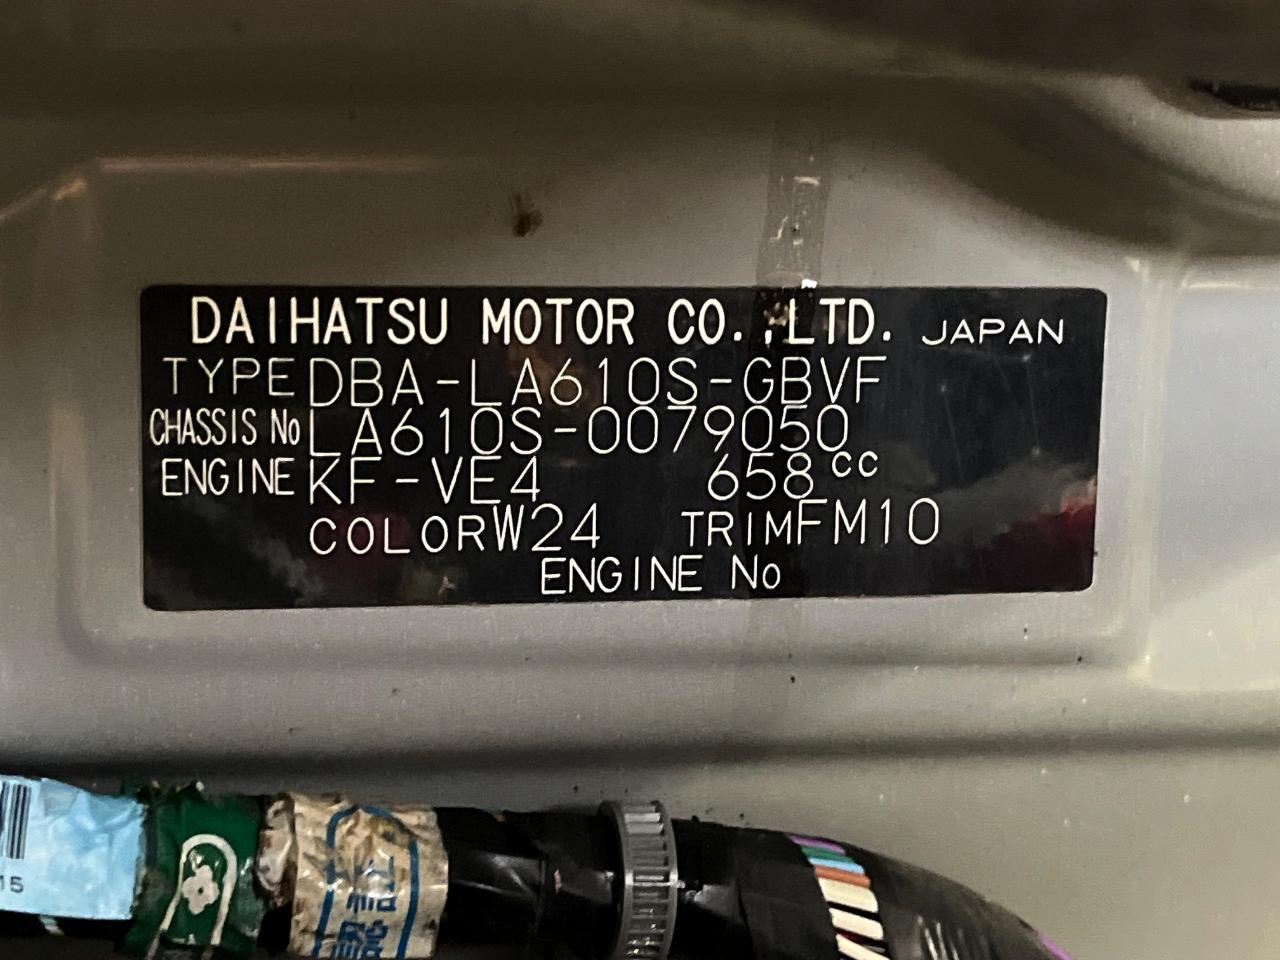 DAIHATSU MOTOR CO.,LTD. JAPAN
TYPE DBA-LA610S-GBVF
CHASSIS No LA610S-0079050
ENGINE KF-VE4 658cc
COLOR W24 TRIM FM10
ENGINE No
15